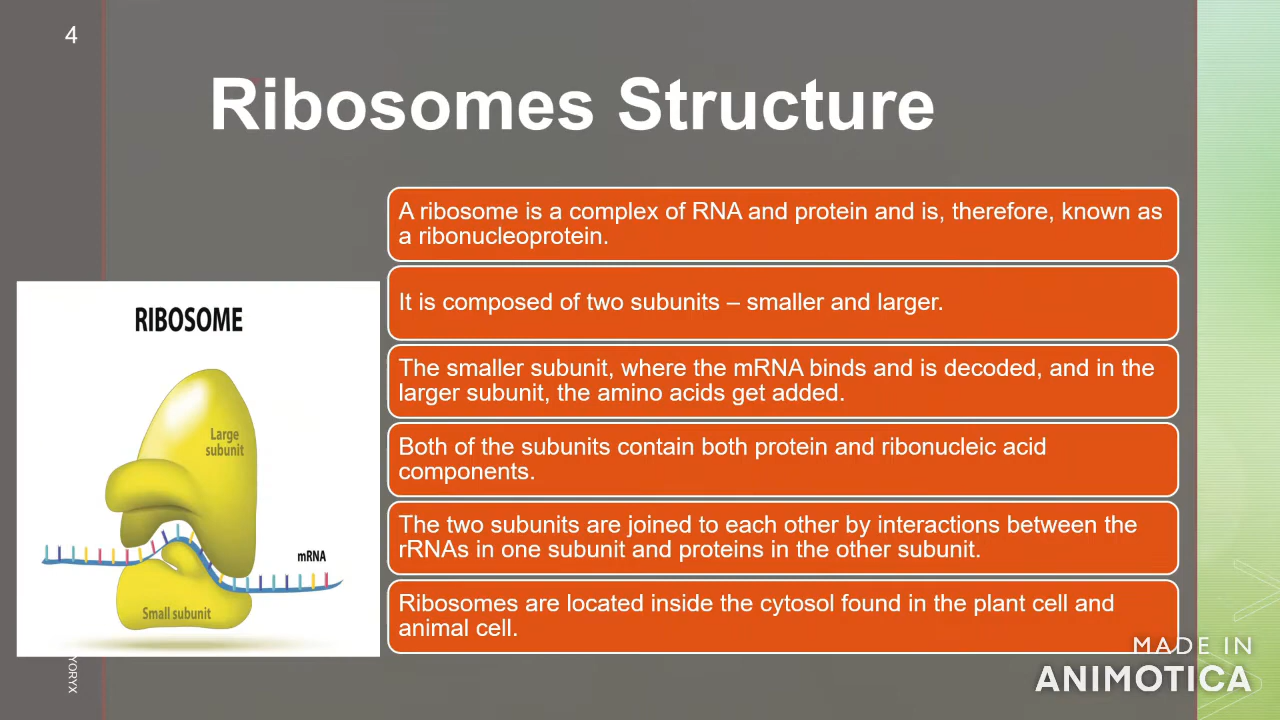 4
Ribosomes Structure
A ribosome is a complex of RNA and protein and is, therefore, known as
a ribonucleoprotein.
It is composed of two subunits – smaller and larger.
The smaller subunit, where the mRNA binds and is decoded, and in the
larger subunit, the amino acids get added.
Both of the subunits contain both protein and ribonucleic acid
components.
The two subunits are joined to each other by interactions between the
rRNAs in one subunit and proteins in the other subunit.
Ribosomes are located inside the cytosol found in the plant cell and
animal cell.
RIBOSOME
Large
subunit
mRNA
Small subunit
MADE IN
ANIMOTICA